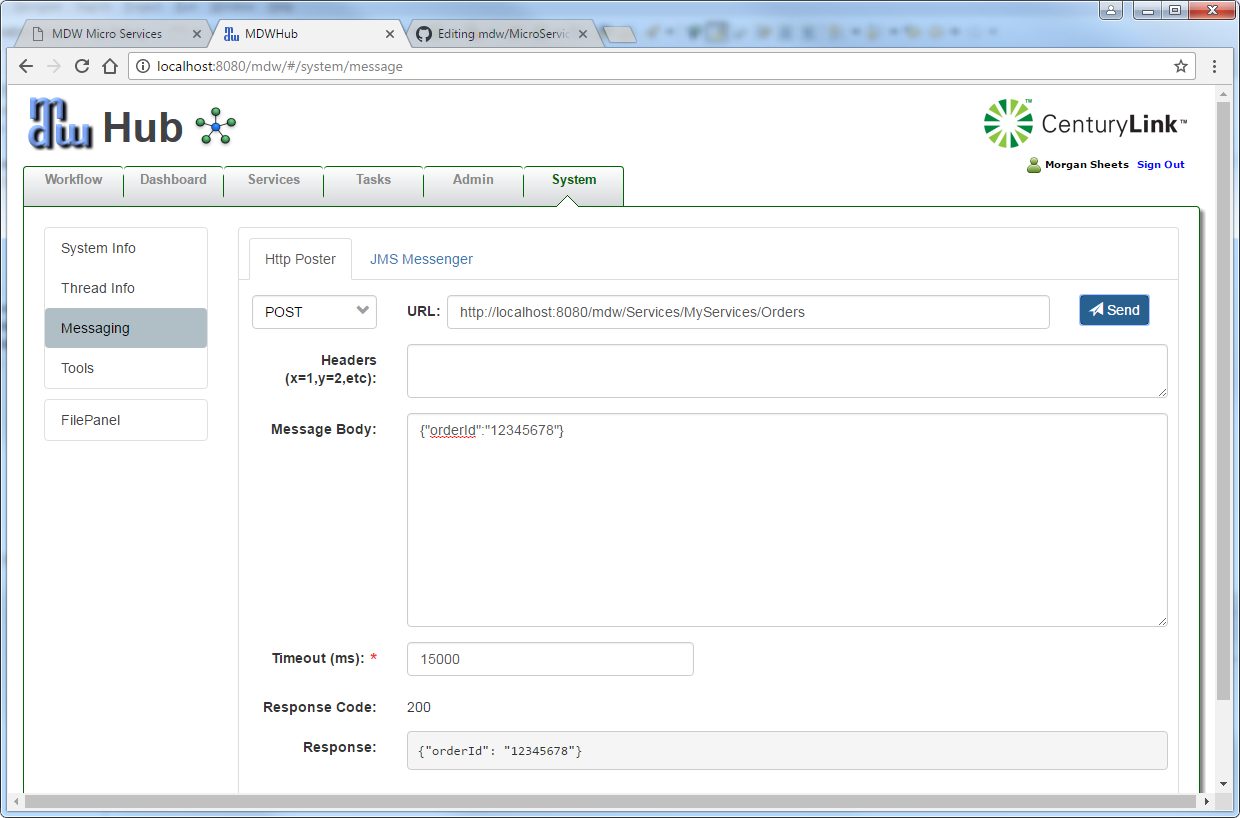 MDW Micro Services
MDWHub
Editing mdw/MicroServic
localhost:8080/mdw/#/system/message
mdw Hub
CenturyLink™
Morgan Sheets Sign Out
Workflow Dashboard Services Tasks Admin System
System Info
Thread Info
Messaging
Tools
FilePanel
Http Poster JMS Messenger
POST URL: http://localhost:8080/mdw/Services/MyServices/Orders Send
Headers
(x=1,y=2,etc):
Message Body: {"orderId":"12345678"}
Timeout (ms): * 15000
Response Code: 200
Response: {"orderId": "12345678"}